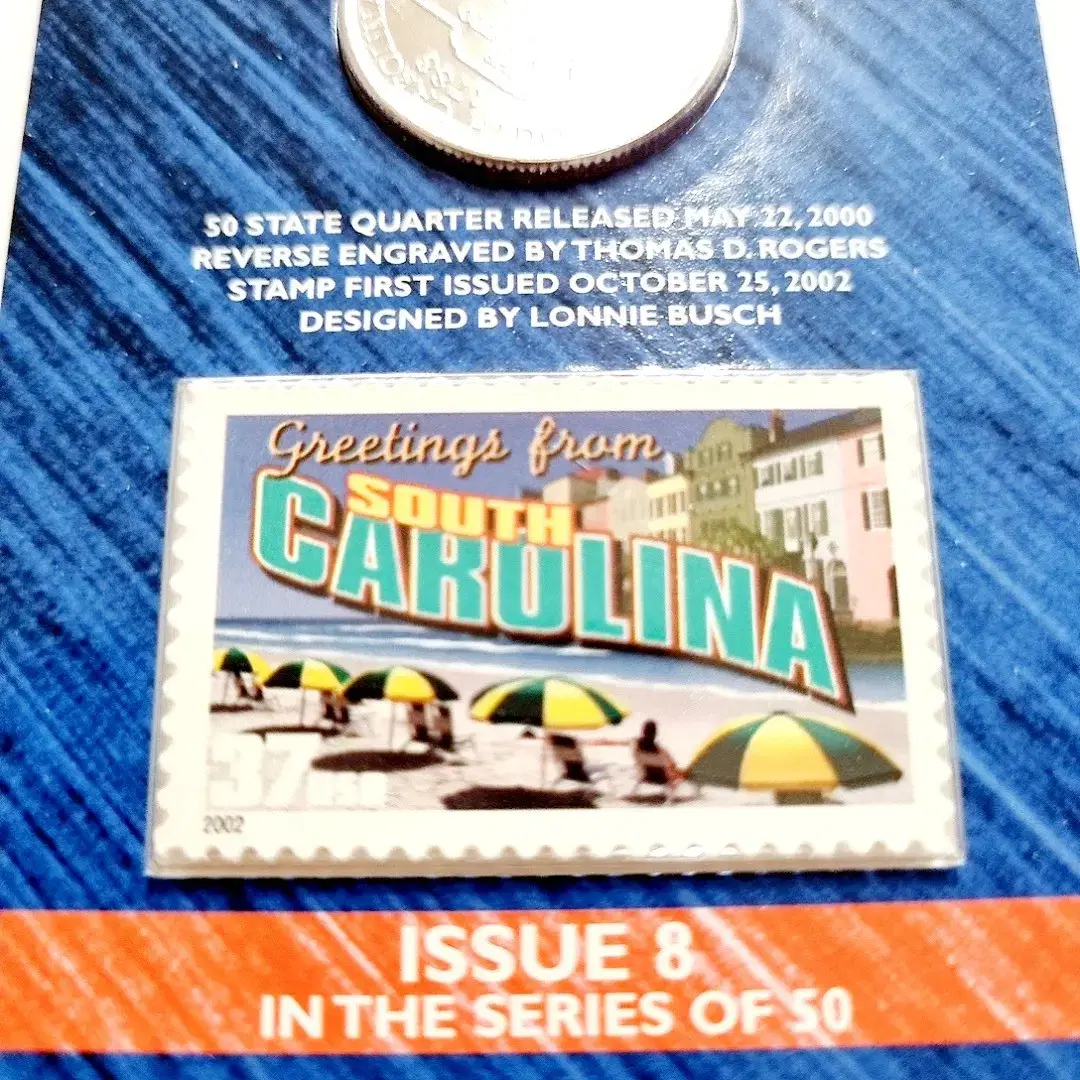 50 STATE QUARTER RELEASED MAY 22, 2000
REVERSE ENGRAVED BY THOMAS D. ROGERS
STAMP FIRST ISSUED OCTOBER 25, 2002
DESIGNED BY LONNIE BUSCH
Greetings from
SOUTH
CAROLINA
37 USA
2002
ISSUE 8
IN THE SERIES OF 50